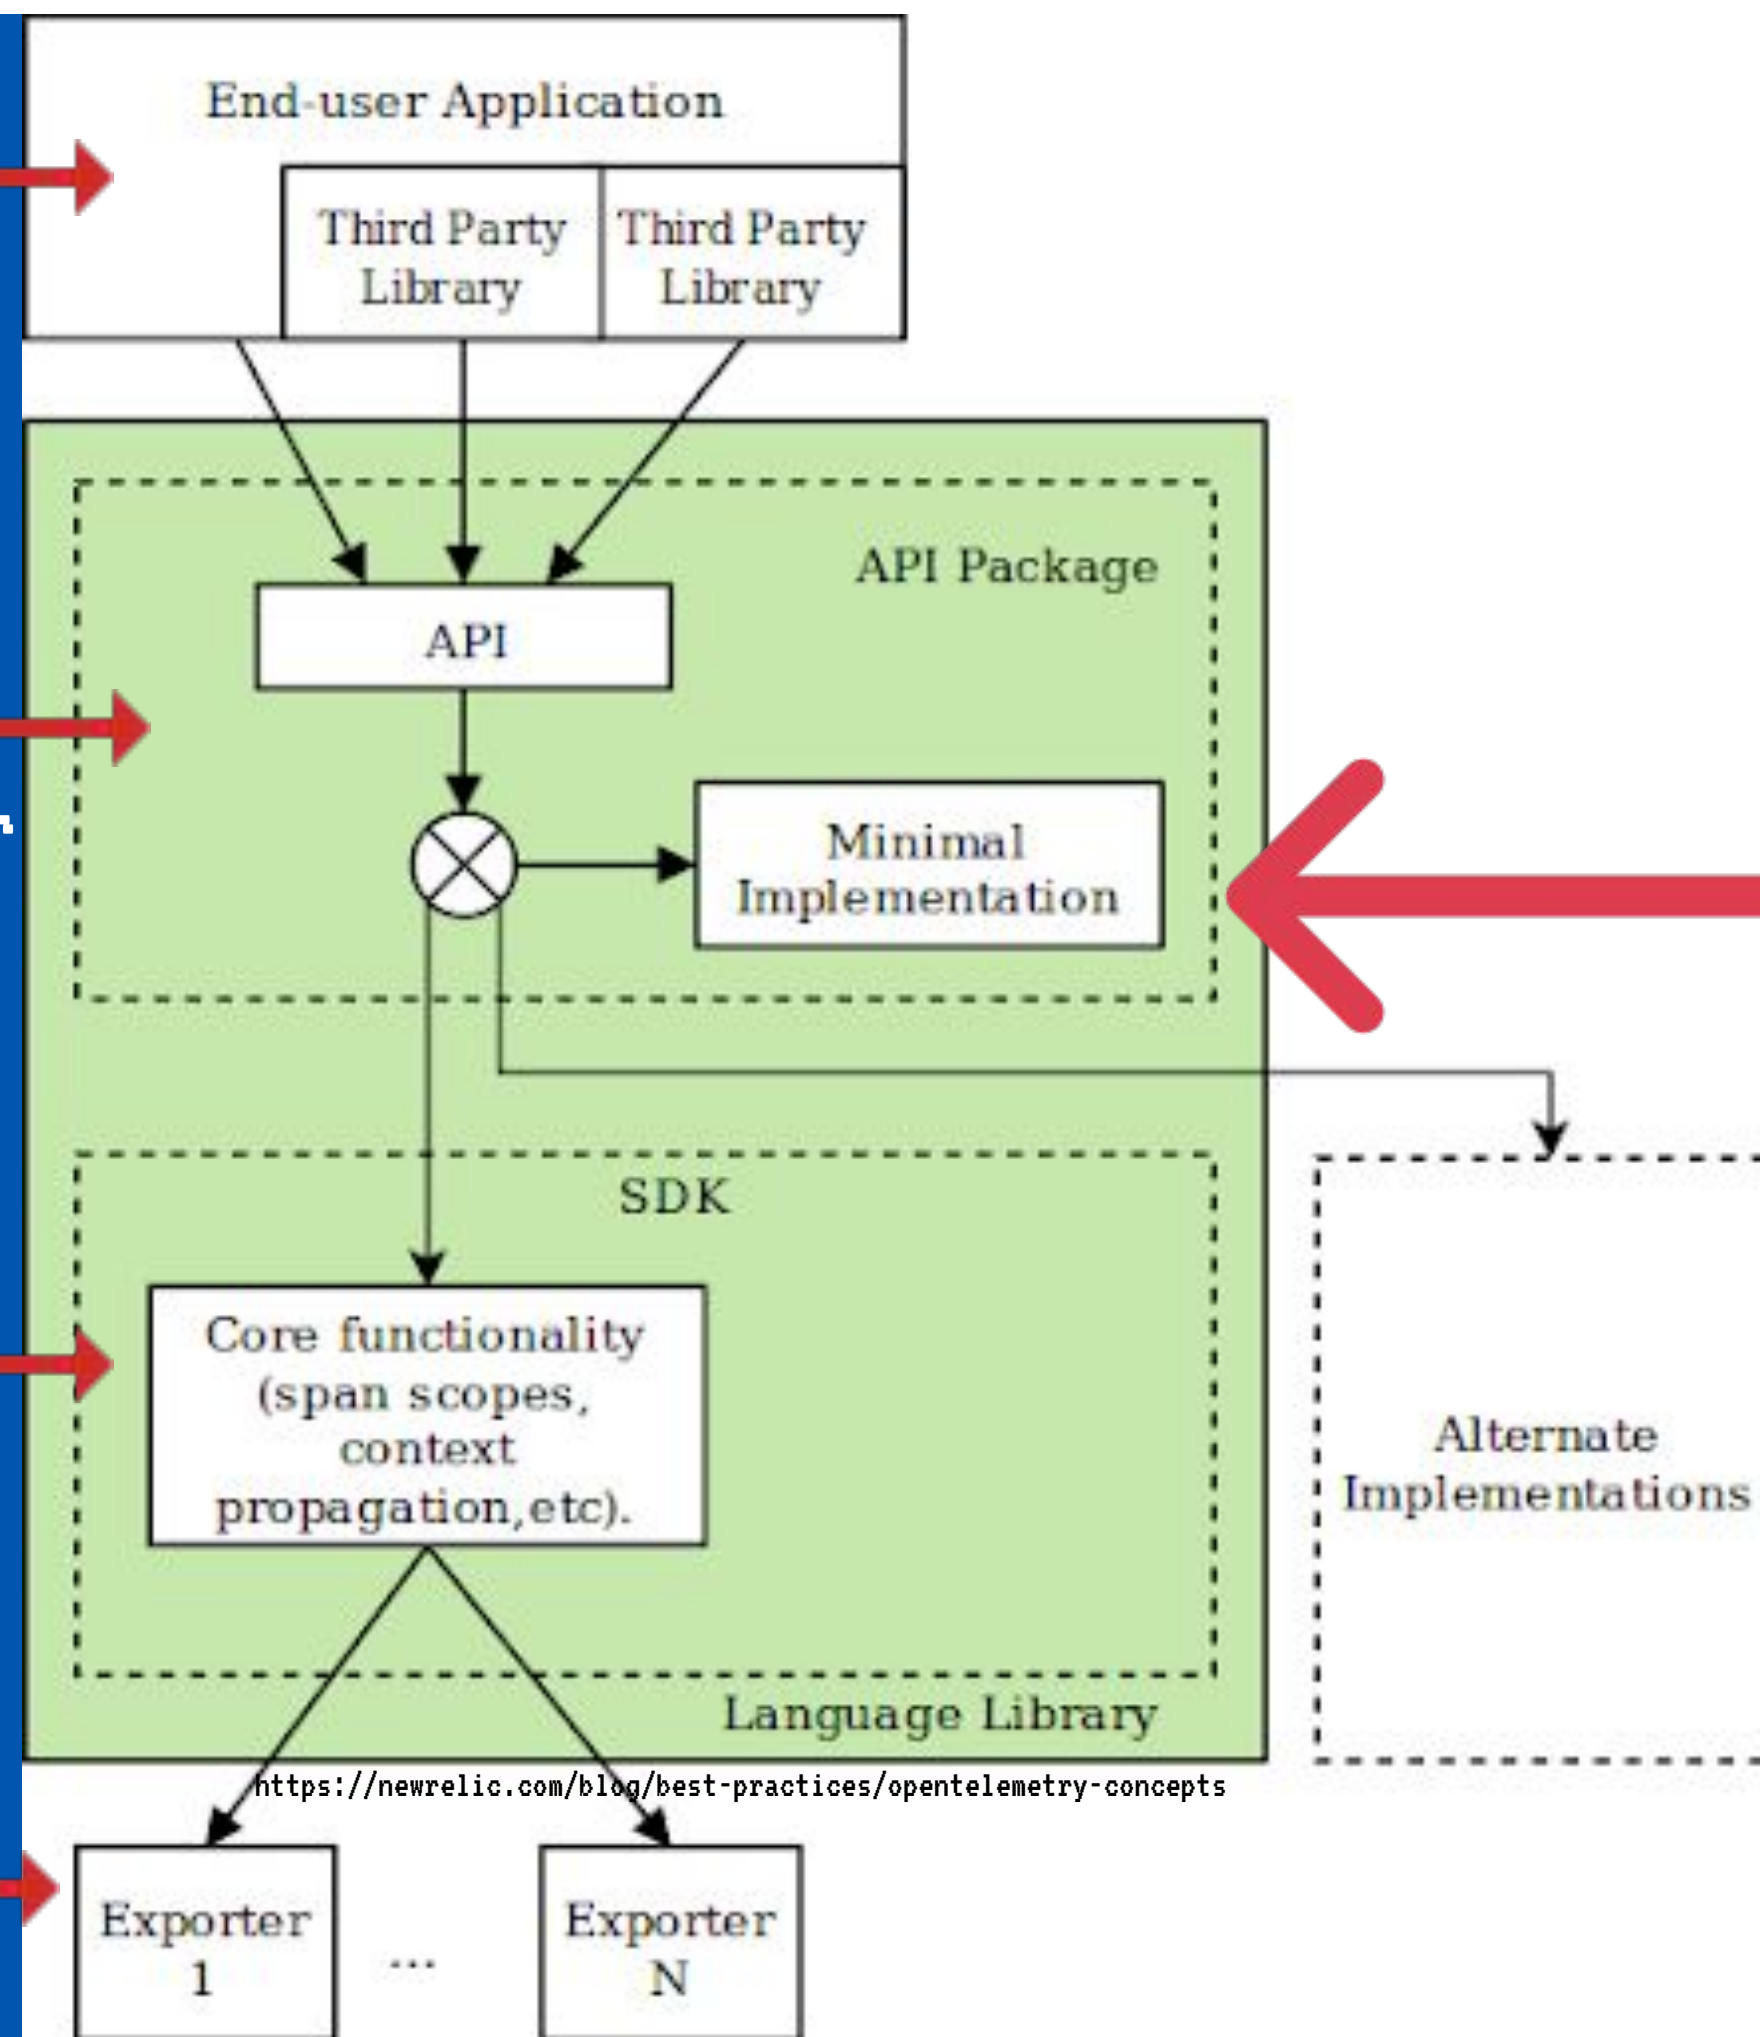 End-user Application
Third Party
Library
Third Party
Library
API Package
API
Minimal
Implementation
SDK
Core functionality
(span scopes,
context
propagation,etc).
Alternate
Implementations
Language Library
https://newrelic.com/blog/best-practices/opentelemetry-concepts
Exporter
1
...
Exporter
N